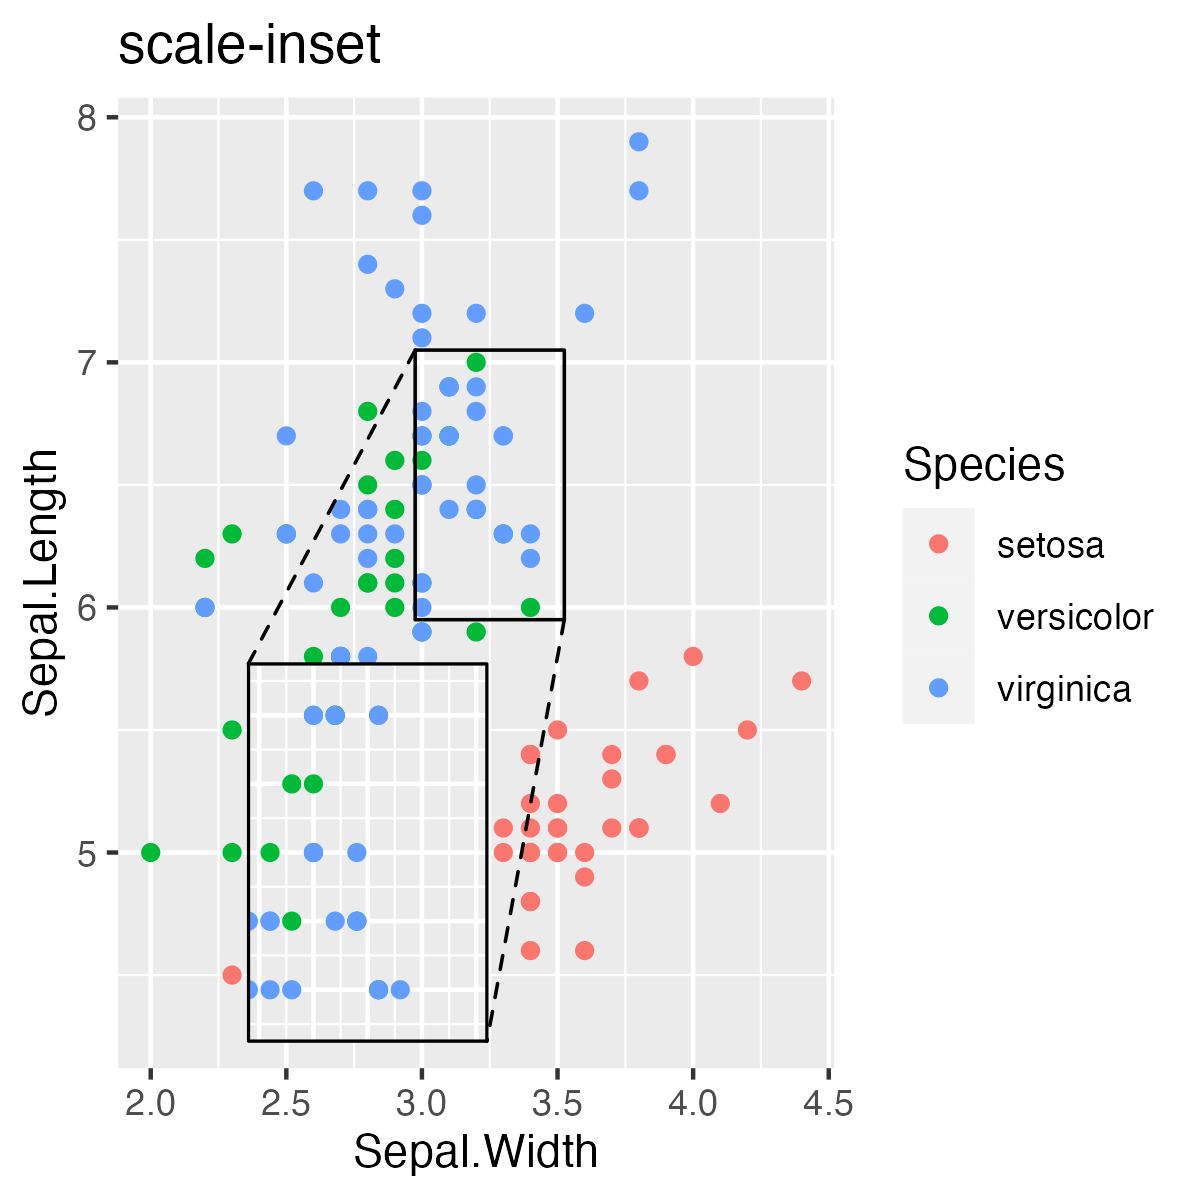 scale-inset
8
7
6
5
Sepal.Length
2.0 2.5 3.0 3.5 4.0 4.5
Sepal.Width
Species
setosa
versicolor
virginica